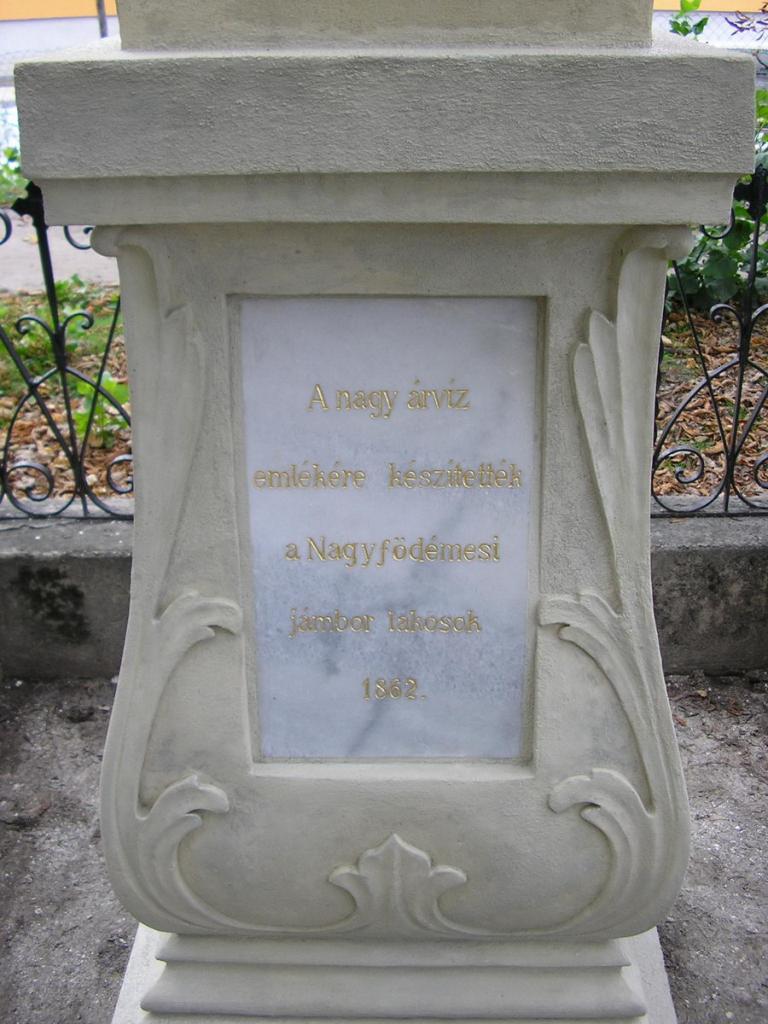 A nagy árvíz
emlékére készítették
a Nagyfödémesi
jámbor lakosok
1862.